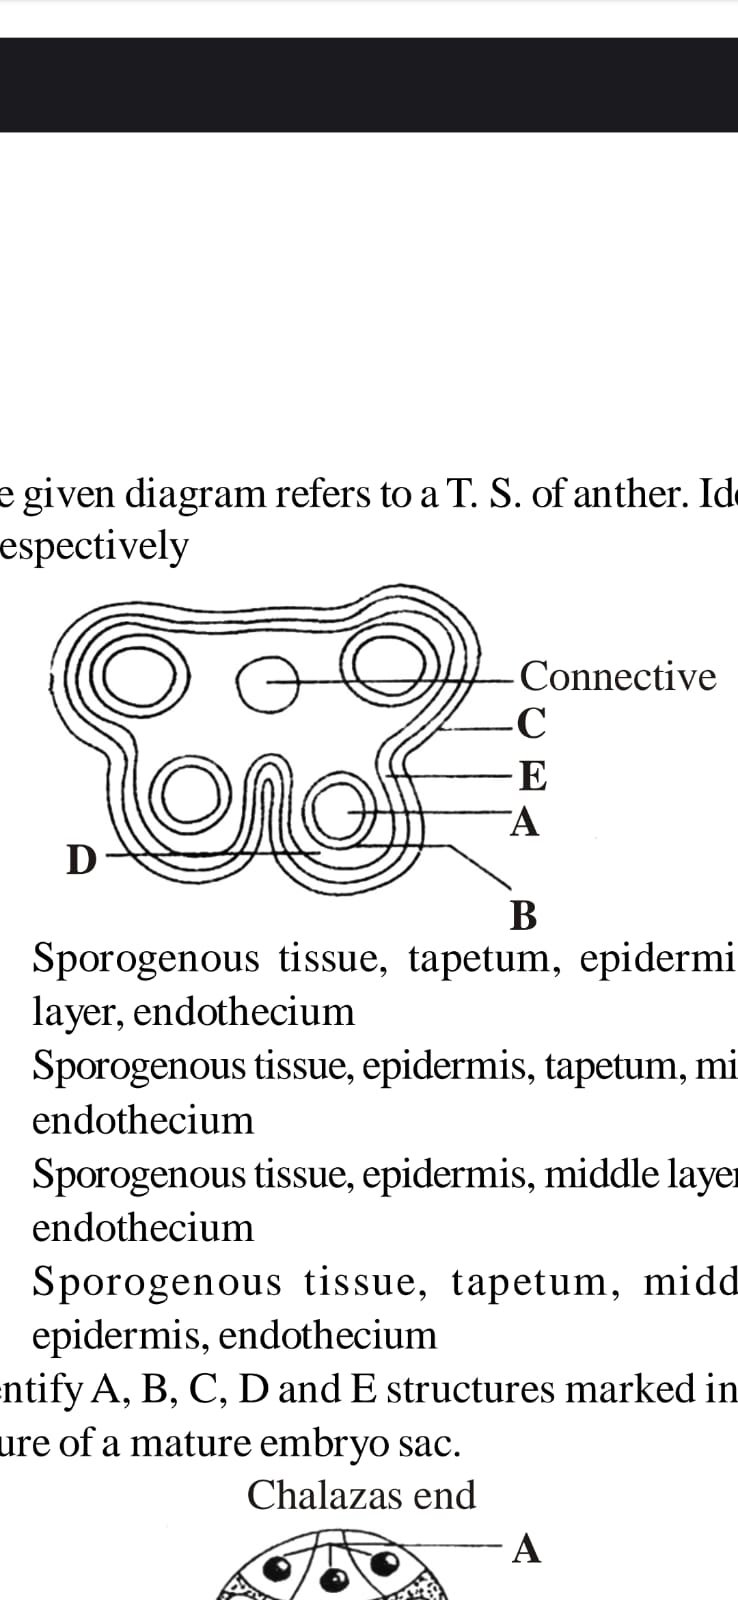 e given diagram refers to a T. S. of anther. Id
espectively
Connective
C
E
A
D
B
Sporogenous tissue, tapetum, epidermi
layer, endothecium
Sporogenous tissue, epidermis, tapetum, mi
endothecium
Sporogenous tissue, epidermis, middle layer
endothecium
Sporogenous tissue, tapetum, midd
epidermis, endothecium
ntify A, B, C, D and E structures marked in
ure of a mature embryo sac.
Chalazas end
A